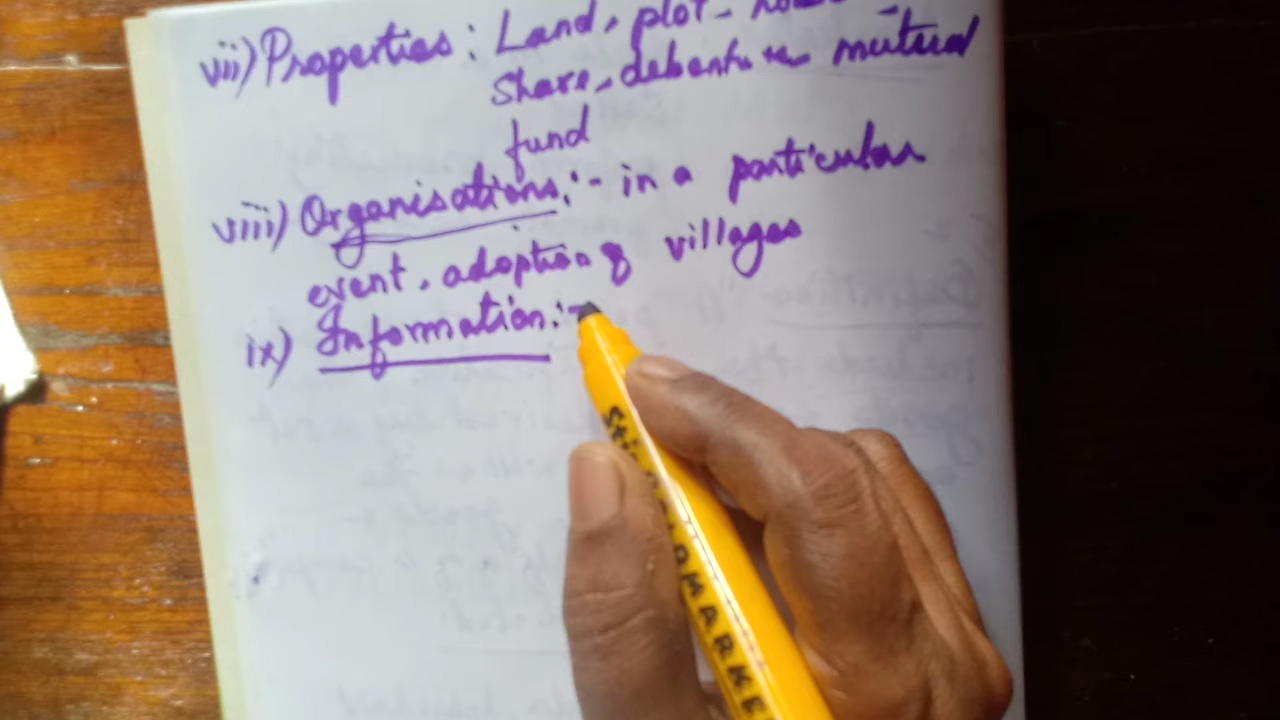 vii) Properties: Land, plot,
Share, debenture mutual
fund
viii) Organisations:- in a particular
event, adoption of villages
ix) Information:-